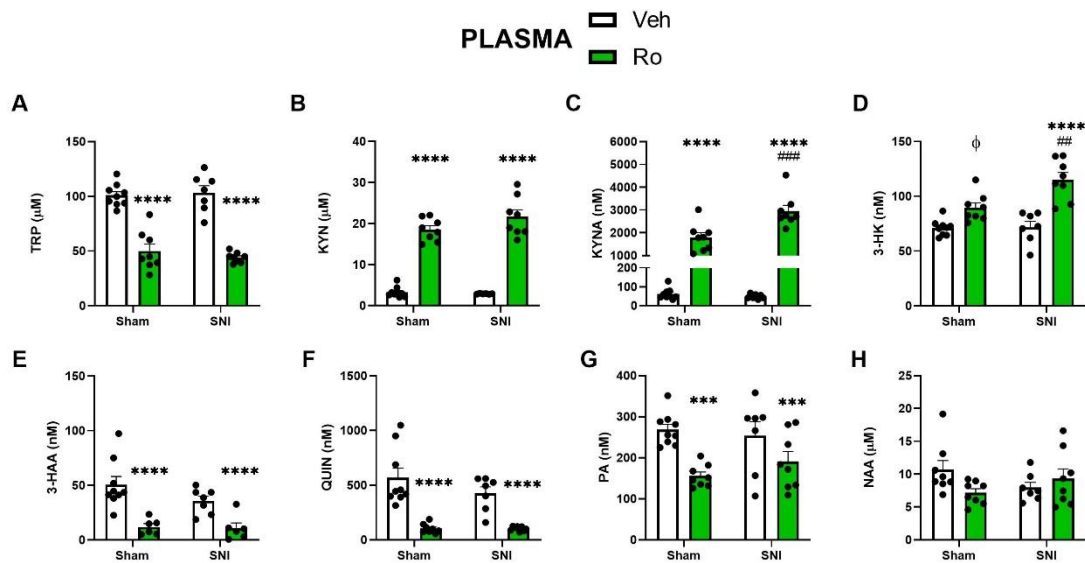 PLASMA
Veh
Ro
A
TRP (μM)
150
100
50
0
****
****
Sham
SNI
B
KYN (μM)
40
30
20
10
0
****
****
Sham
SNI
C
KYNA (nM)
6000
5000
4000
3000
2000
1000
200
100
0
****
****
###
Sham
SNI
D
3-HK (nM)
150
100
50
0
ϕ
****
##
Sham
SNI
E
3-HAA (nM)
150
100
50
0
****
****
Sham
SNI
F
QUIN (nM)
1500
1000
500
0
****
****
Sham
SNI
G
PA (nM)
400
300
200
100
0
***
***
Sham
SNI
H
NAA (μM)
25
20
15
10
5
0
Sham
SNI